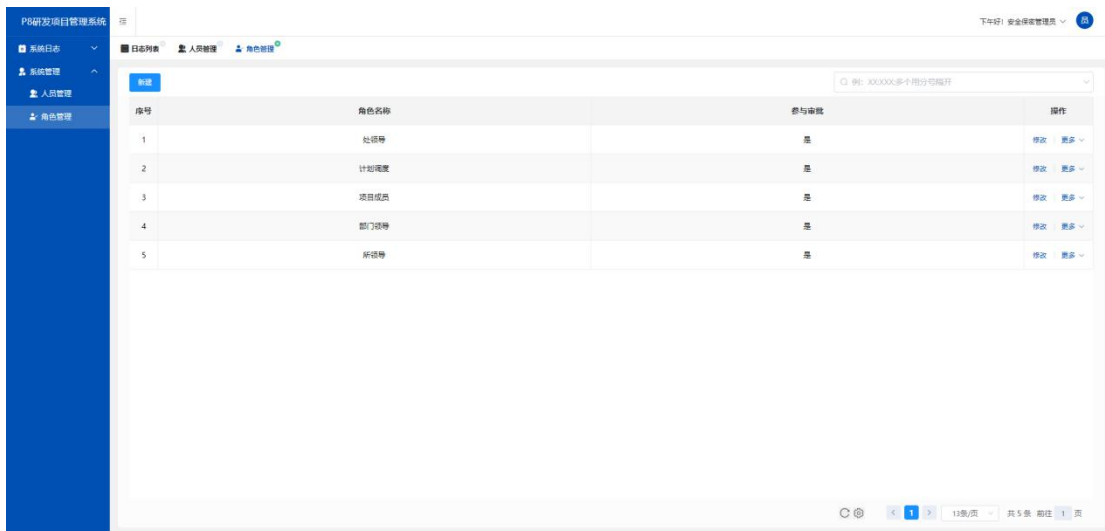 P8研发项目管理系统
下午好！安全保密管理员
员
系统日志
日志列表 人员管理 角色管理
系统管理
人员管理
角色管理
新建
例：XX;XXX;多个用分号隔开
序号 角色名称 参与审批 操作
1 处领导 是 修改 更多
2 计划调度 是 修改 更多
3 项目成员 是 修改 更多
4 部门领导 是 修改 更多
5 所领导 是 修改 更多
1 13条/页 共 5 条 前往 1 页